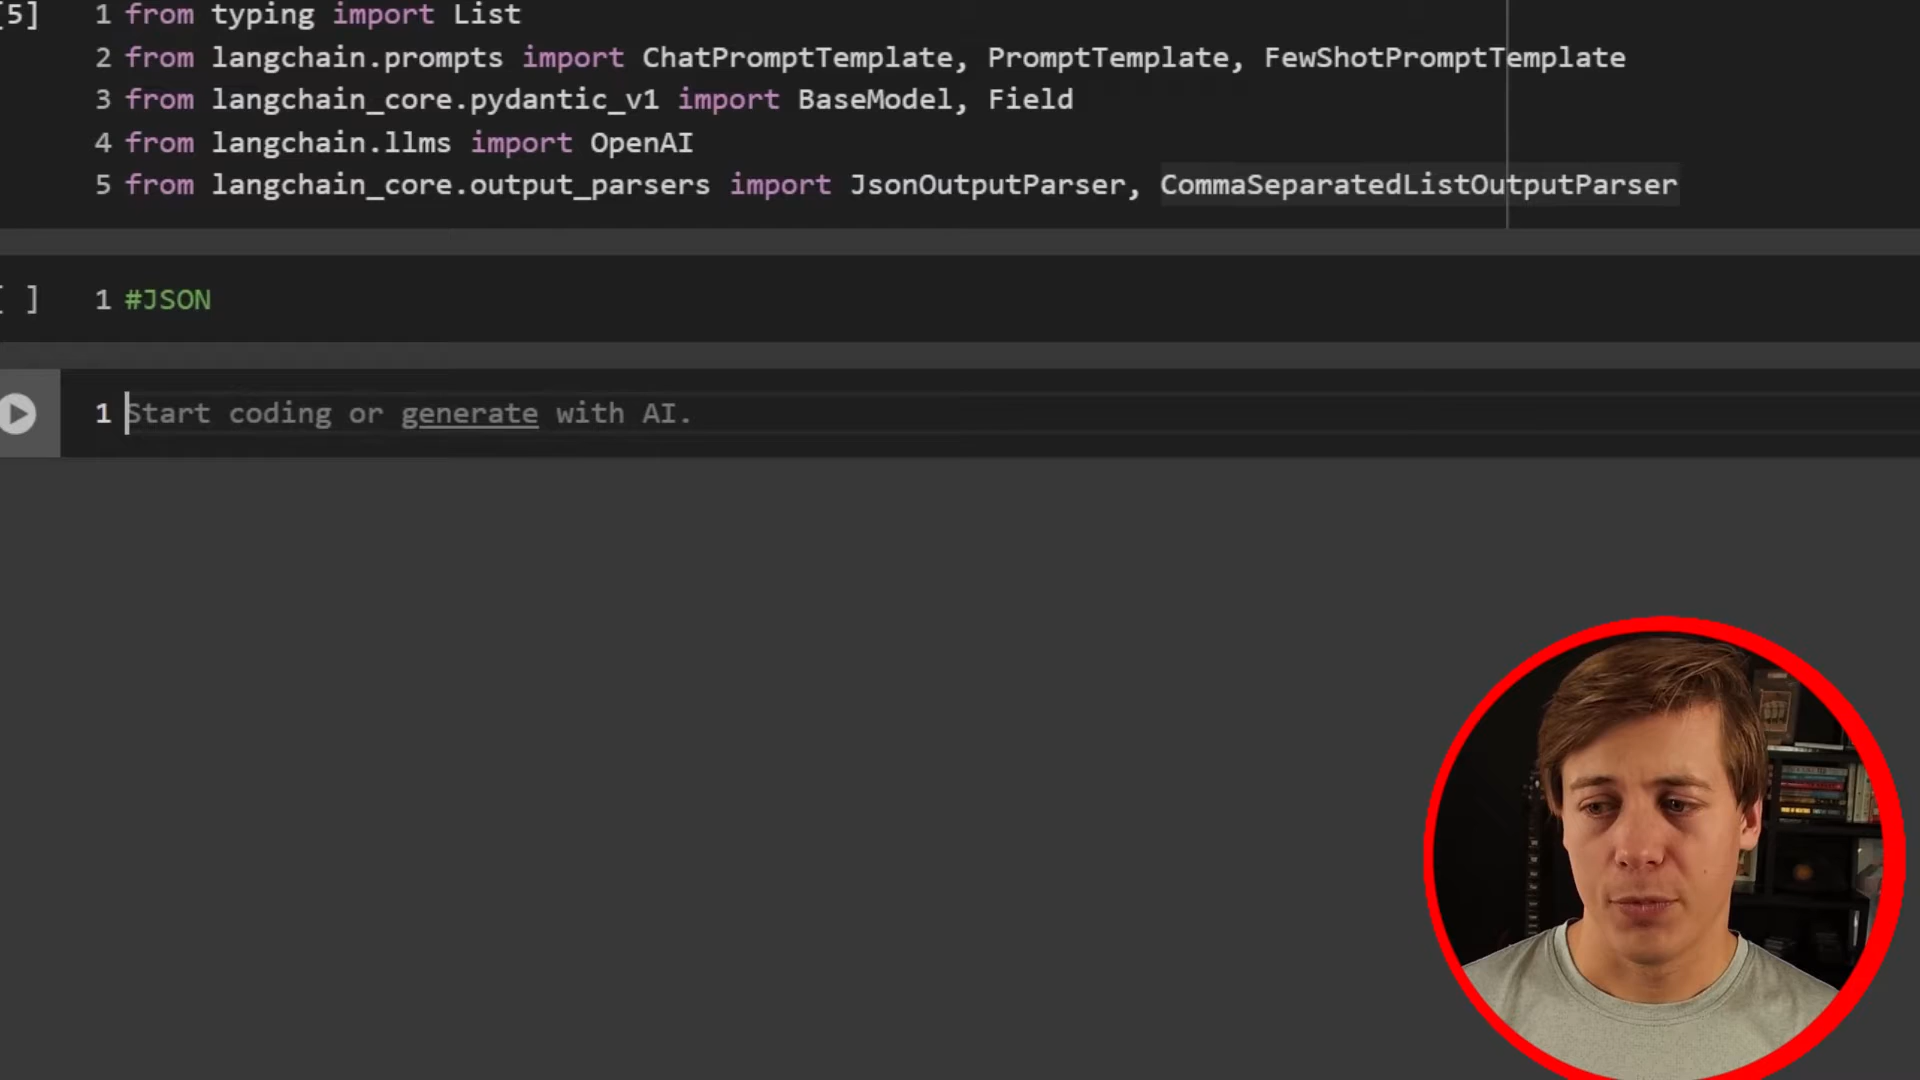 [5] 1 from typing import List
2 from langchain.prompts import ChatPromptTemplate, PromptTemplate, FewShotPromptTemplate
3 from langchain_core.pydantic_v1 import BaseModel, Field
4 from langchain.llms import OpenAI
5 from langchain_core.output_parsers import JsonOutputParser, CommaSeparatedListOutputParser
[ ] 1 #JSON
1 Start coding or generate with AI.